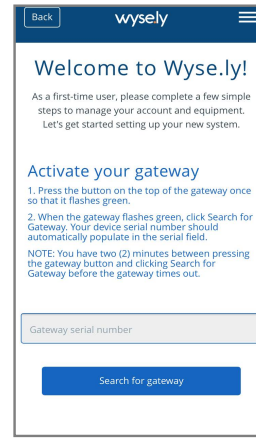 Back
wysely
Welcome to Wyse.ly!
As a first-time user, please complete a few simple
steps to manage your account and equipment.
Let's get started setting up your new system.
Activate your gateway
1. Press the button on the top of the gateway once
so that it flashes green.
2. When the gateway flashes green, click Search for
Gateway. Your device serial number should
automatically populate in the serial field.
NOTE: You have two (2) minutes between pressing
the gateway button and clicking Search for
Gateway before the gateway times out.
Gateway serial number
Search for gateway